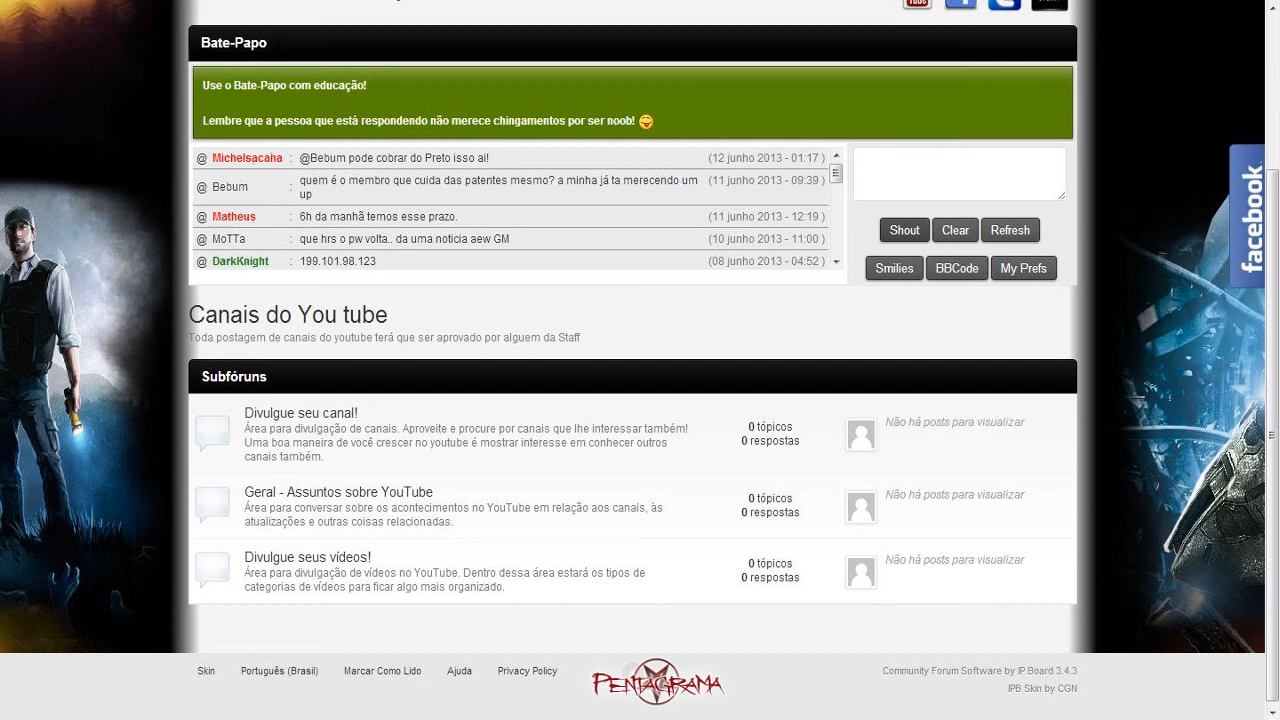 Bate-Papo
Use o Bate-Papo com educação!
Lembre que a pessoa que está respondendo não merece chingamentos por ser noob!
@ Michelsacana : @Bebum pode cobrar do Preto isso ai! (12 junho 2013 - 01:17 )
@ Bebum : quem é o membro que cuida das patentes mesmo? a minha já ta merecendo um (11 junho 2013 - 09:39 )
up
@ Matheus : 6h da manhã temos esse prazo. (11 junho 2013 - 12:19 )
@ MoTTa : que hrs o pw volta.. da uma noticia aew GM (10 junho 2013 - 11:00 )
@ DarkKnight : 199.101.98.123 (08 junho 2013 - 04:52 )
Shout Clear Refresh
Smilies BBCode My Prefs
facebook
Canais do You tube
Toda postagem de canais do youtube terá que ser aprovado por alguem da Staff
Subfóruns
Divulgue seu canal!
Área para divulgação de canais. Aproveite e procure por canais que lhe interessar também!
Uma boa maneira de você crescer no youtube é mostrar interesse em conhecer outros
canais também.
0 tópicos
0 respostas
Não há posts para visualizar
Geral - Assuntos sobre YouTube
Área para conversar sobre os acontecimentos no YouTube em relação aos canais, às
atualizações e outras coisas relacionadas.
0 tópicos
0 respostas
Não há posts para visualizar
Divulgue seus vídeos!
Área para divulgação de vídeos no YouTube. Dentro dessa área estará os tipos de
categorias de vídeos para ficar algo mais organizado.
0 tópicos
0 respostas
Não há posts para visualizar
Skin Português (Brasil) Marcar Como Lido Ajuda Privacy Policy
PENTAGRAMA
Community Forum Software by IP.Board 3.4.3
IPB Skin by CGN